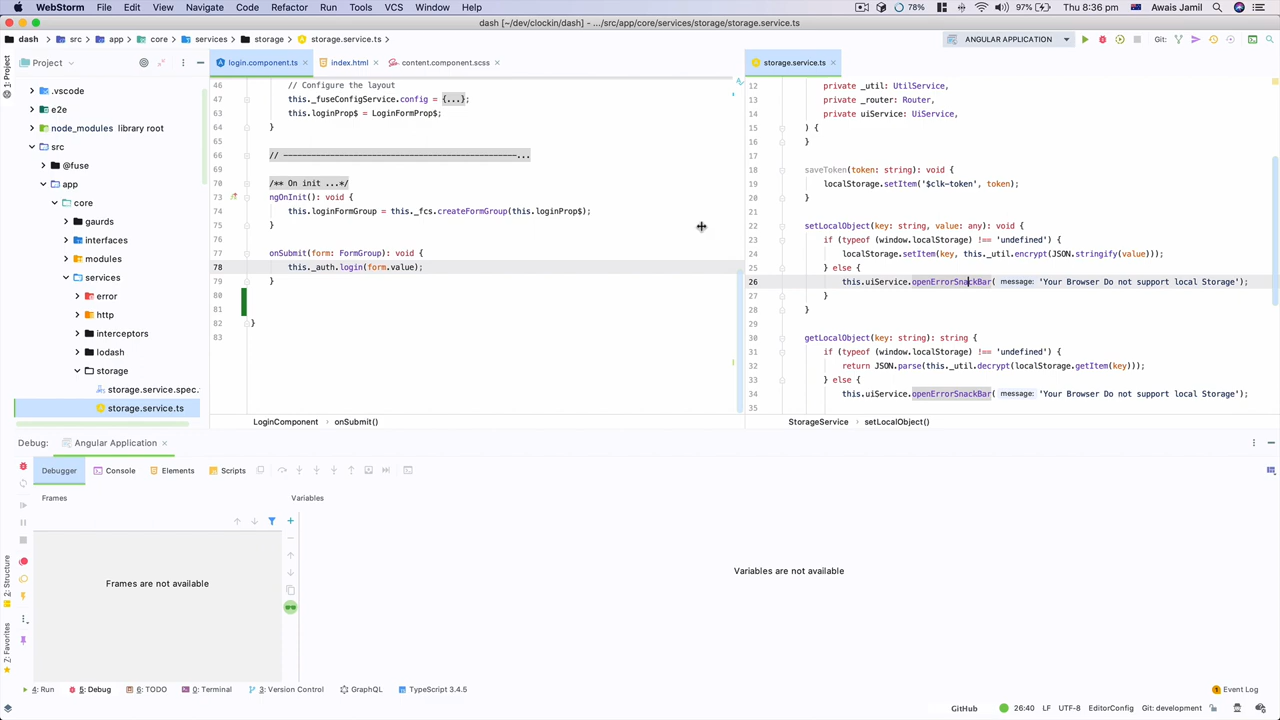 WebStorm File Edit View Navigate Code Refactor Run Tools VCS Window Help 78% 97% Thu 8:36 pm Awais Jamil
dash [~/dev/clockin/dash] - .../src/app/core/services/storage/storage.service.ts
dash src app core services storage storage.service.ts ANGULAR APPLICATION Git:
1: Project
Project
.vscode
e2e
node_modules library root
src
@fuse
app
core
gaurds
interfaces
modules
services
error
http
interceptors
lodash
storage
storage.service.spec.
storage.service.ts
login.component.ts index.html content.component.scss
46 // Configure the layout
47 this._fuseConfigService.config = {...};
63 this.loginProp$ = LoginFormProp$;
64 }
65
66 // ————————————————————————————————————————————————...
69
70 /** On init ...*/
73 ngOnInit(): void {
74 this.loginFormGroup = this._fcs.createFormGroup(this.loginProp$);
75 }
76
77 onSubmit(form: FormGroup): void {
78 this._auth.login(form.value);
79 }
80
81
82 }
83
LoginComponent onSubmit()
storage.service.ts
12 private _util: UtilService,
13 private _router: Router,
14 private uiService: UiService,
15 ) {
16 }
17
18 saveToken(token: string): void {
19 localStorage.setItem('$clk-token', token);
20 }
21
22 setLocalObject(key: string, value: any): void {
23 if (typeof (window.localStorage) !== 'undefined') {
24 localStorage.setItem(key, this._util.encrypt(JSON.stringify(value)));
25 } else {
26 this.uiService.openErrorSnackBar( message: 'Your Browser Do not support local Storage');
27 }
28 }
29
30 getLocalObject(key: string): string {
31 if (typeof (window.localStorage) !== 'undefined') {
32 return JSON.parse(this._util.decrypt(localStorage.getItem(key)));
33 } else {
34 this.uiService.openErrorSnackBar( message: 'Your Browser Do not support local Storage');
35
StorageService setLocalObject()
Debug: Angular Application
Debugger Console Elements Scripts
Frames Variables
Frames are not available
Variables are not available
2: Structure
2: Favorites
4: Run 5: Debug 6: TODO 0: Terminal 3: Version Control GraphQL TypeScript 3.4.5 1 Event Log
GitHub 26:40 LF UTF-8 EditorConfig Git: development